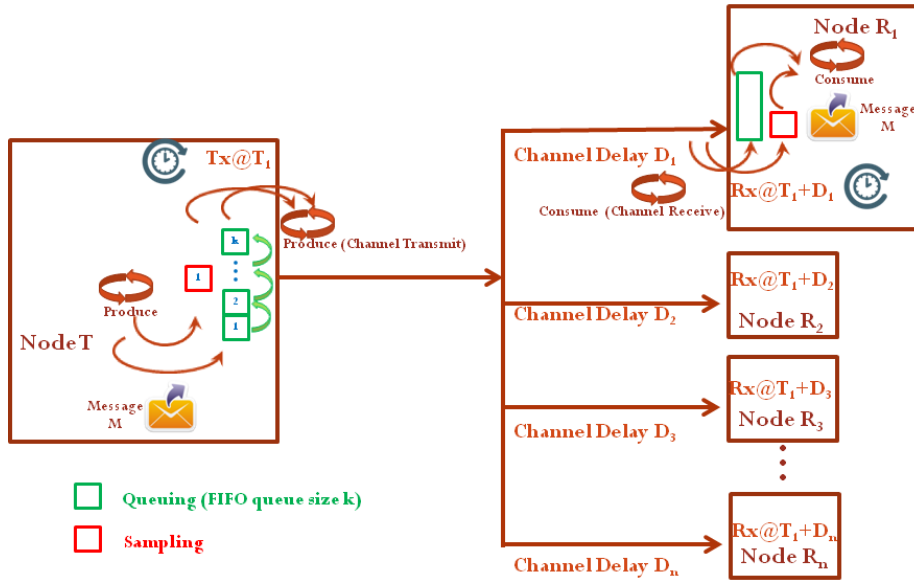 Tx@T1
Produce (Channel Transmit)
k
1
2
1
Produce
Node T
Message
M
Queuing (FIFO queue size k)
Sampling
Channel Delay D1
Consume (Channel Receive)
Node R1
Consume
Message
M
Rx@T1+D1
Channel Delay D2
Rx@T1+D2
Node R2
Channel Delay D3
Rx@T1+D3
Node R3
Channel Delay Dn
Rx@T1+Dn
Node Rn